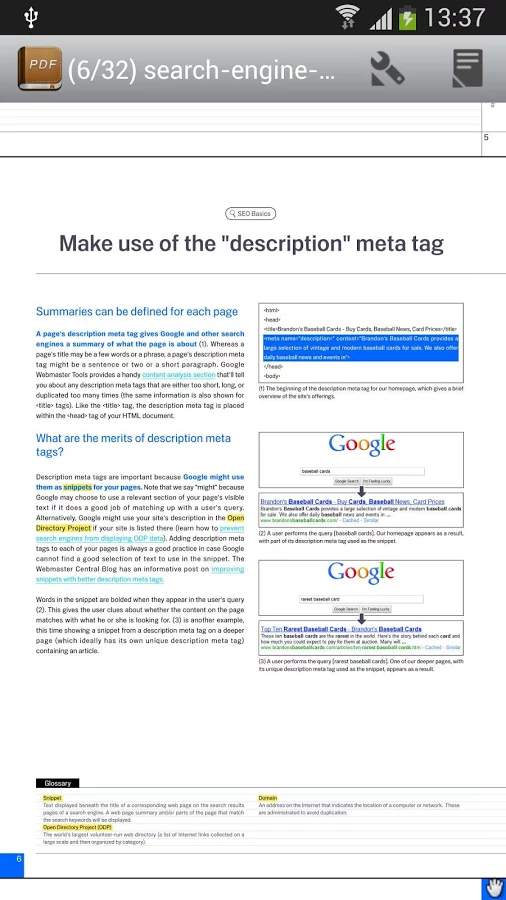 13:37
PDF
(6/32) search-engine-...
5
SEO Basics
Make use of the "description" meta tag
Summaries can be defined for each page
A page's description meta tag gives Google and other search
engines a summary of what the page is about (1). Whereas a
page's title may be a few words or a phrase, a page's description meta
tag might be a sentence or two or a short paragraph. Google
Webmaster Tools provides a handy content analysis section that'll tell
you about any description meta tags that are either too short, long, or
duplicated too many times (the same information is also shown for
<title> tags). Like the <title> tag, the description meta tag is placed
within the <head> tag of your HTML document.
What are the merits of description meta
tags?
Description meta tags are important because Google might use
them as snippets for your pages. Note that we say "might" because
Google may choose to use a relevant section of your page's visible
text if it does a good job of matching up with a user's query.
Alternatively, Google might use your site's description in the Open
Directory Project if your site is listed there (learn how to prevent
search engines from displaying ODP data). Adding description meta
tags to each of your pages is always a good practice in case Google
cannot find a good selection of text to use in the snippet. The
Webmaster Central Blog has an informative post on improving
snippets with better description meta tags.
Words in the snippet are bolded when they appear in the user's query
(2). This gives the user clues about whether the content on the page
matches with what he or she is looking for. (3) is another example,
this time showing a snippet from a description meta tag on a deeper
page (which ideally has its own unique description meta tag)
containing an article.
<html>
<head>
<title>Brandon's Baseball Cards - Buy Cards, Baseball News, Card Prices</title>
<meta name="description" content="Brandon's Baseball Cards provides a
large selection of vintage and modern baseball cards for sale. We also offer
daily baseball news and events in">
</head>
<body>
(1) The beginning of the description meta tag for our homepage, which gives a brief
overview of the site's offerings.
Google
baseball cards
Google Search I'm Feeling Lucky
Brandon's Baseball Cards - Buy Cards, Baseball News, Card Prices
Brandon's Baseball Cards provides a large selection of vintage and modern baseball cards
for sale. We also offer daily baseball news and events in ...
www.brandonsbaseballcards.com/ - Cached - Similar
(2) A user performs the query [baseball cards]. Our homepage appears as a result,
with part of its description meta tag used as the snippet.
Google
rarest baseball card
Google Search I'm Feeling Lucky
Top Ten Rarest Baseball Cards - Brandon's Baseball Cards
These ten baseball cards are the rarest in the world. Here's the story behind each card and
how much you could expect to pay for them at auction. Many will ...
www.brandonsbaseballcards.com/articles/ten-rarest-baseball-cards.htm - Cached - Similar
(3) A user performs the query [rarest baseball cards]. One of our deeper pages, with
its unique description meta tag used as the snippet, appears as a result.
Glossary
Snippet
Text displayed beneath the title of a corresponding web page on the search results
pages of a search engine. A web page summary and/or parts of the page that match
the search keywords will be displayed.
Open Directory Project (ODP)
The world's largest volunteer-run web directory (a list of Internet links collected on a
large scale and then organized by category).
Domain
An address on the Internet that indicates the location of a computer or network. These
are administrated to avoid duplication.
6